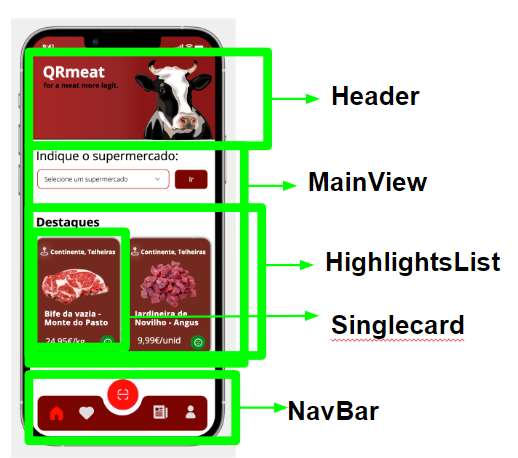 9:41
QRmeat
for a meat more legit.
Header
Indique o supermercado:
Selecione um supermercado
Ir
MainView
Destaques
Continente, Telheiras
Continente, Telheiras
HighlightsList
Bife da vazia -
Monte do Pasto
Jardineira de
Novilho - Angus
24,95€/kg
9,99€/unid
Singlecard
NavBar